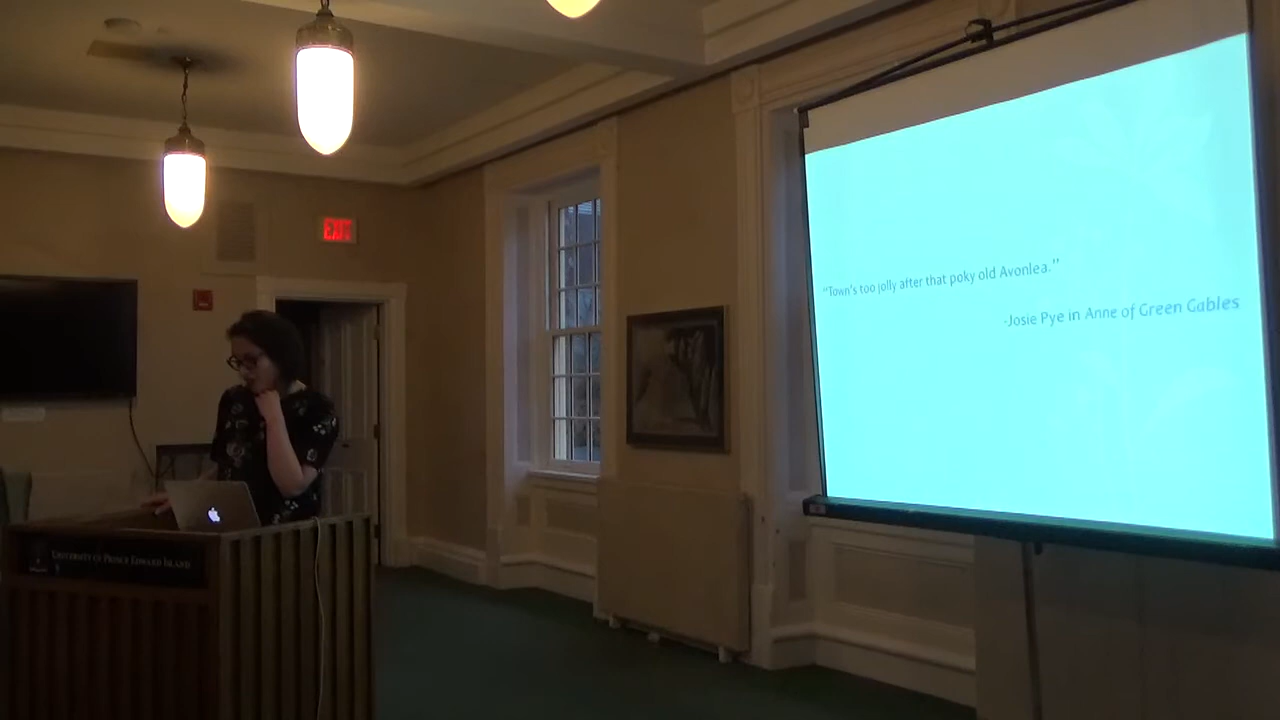 EXIT
"Town's too jolly after that poky old Avonlea."
-Josie Pye in Anne of Green Gables
UNIVERSITY OF PRINCE EDWARD ISLAND